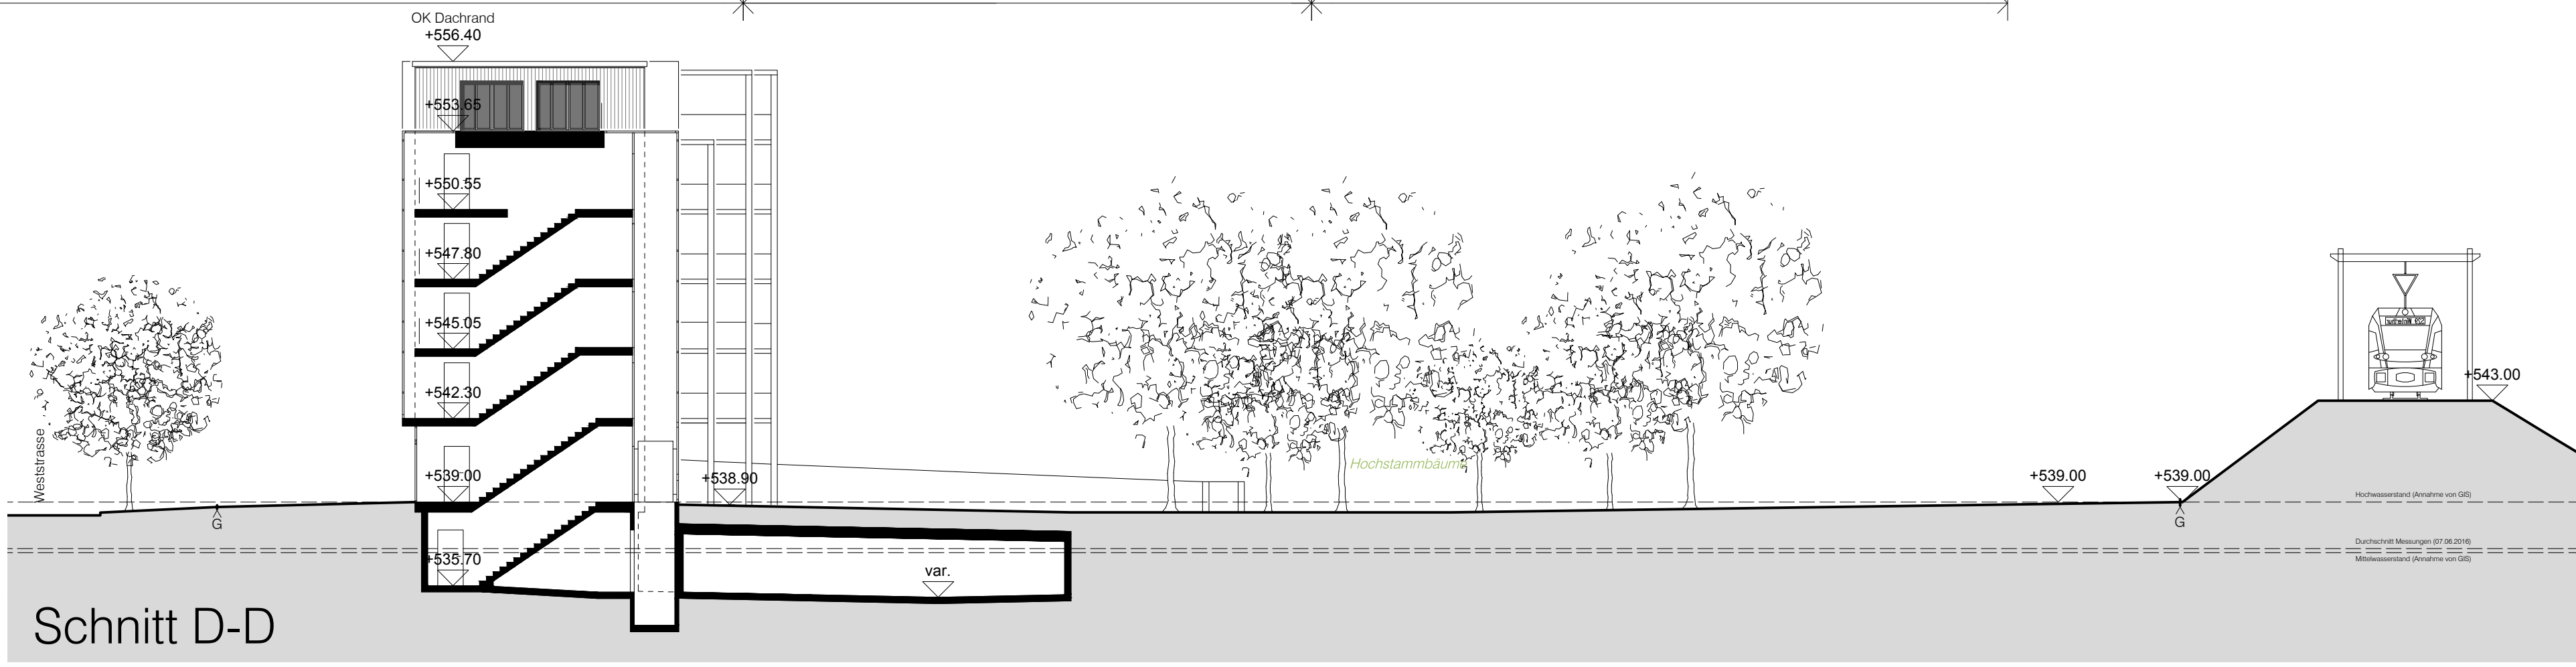 OK Dachrand
+556.40
+553.65
+550.55
+547.80
+545.05
+542.30
+539.00
+535.70
Weststrasse
G
+538.90
var.
Hochstammbäume
+539.00
+539.00
G
+543.00
Hochwasserstand (Annahme von GIS)
Durchschnitt Messungen (07.06.2016)
Mittelwasserstand (Annahme von GIS)
Schnitt D-D